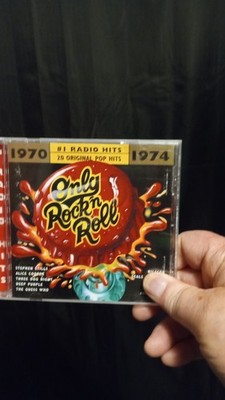 1970
#1 RADIO HITS
20 ORIGINAL POP HITS
1974
Only
Rock'n
Roll
STEPHEN STILLS
ALICE COOPER
THREE DOG NIGHT
DEEP PURPLE
THE GUESS WHO
RADIO HITS